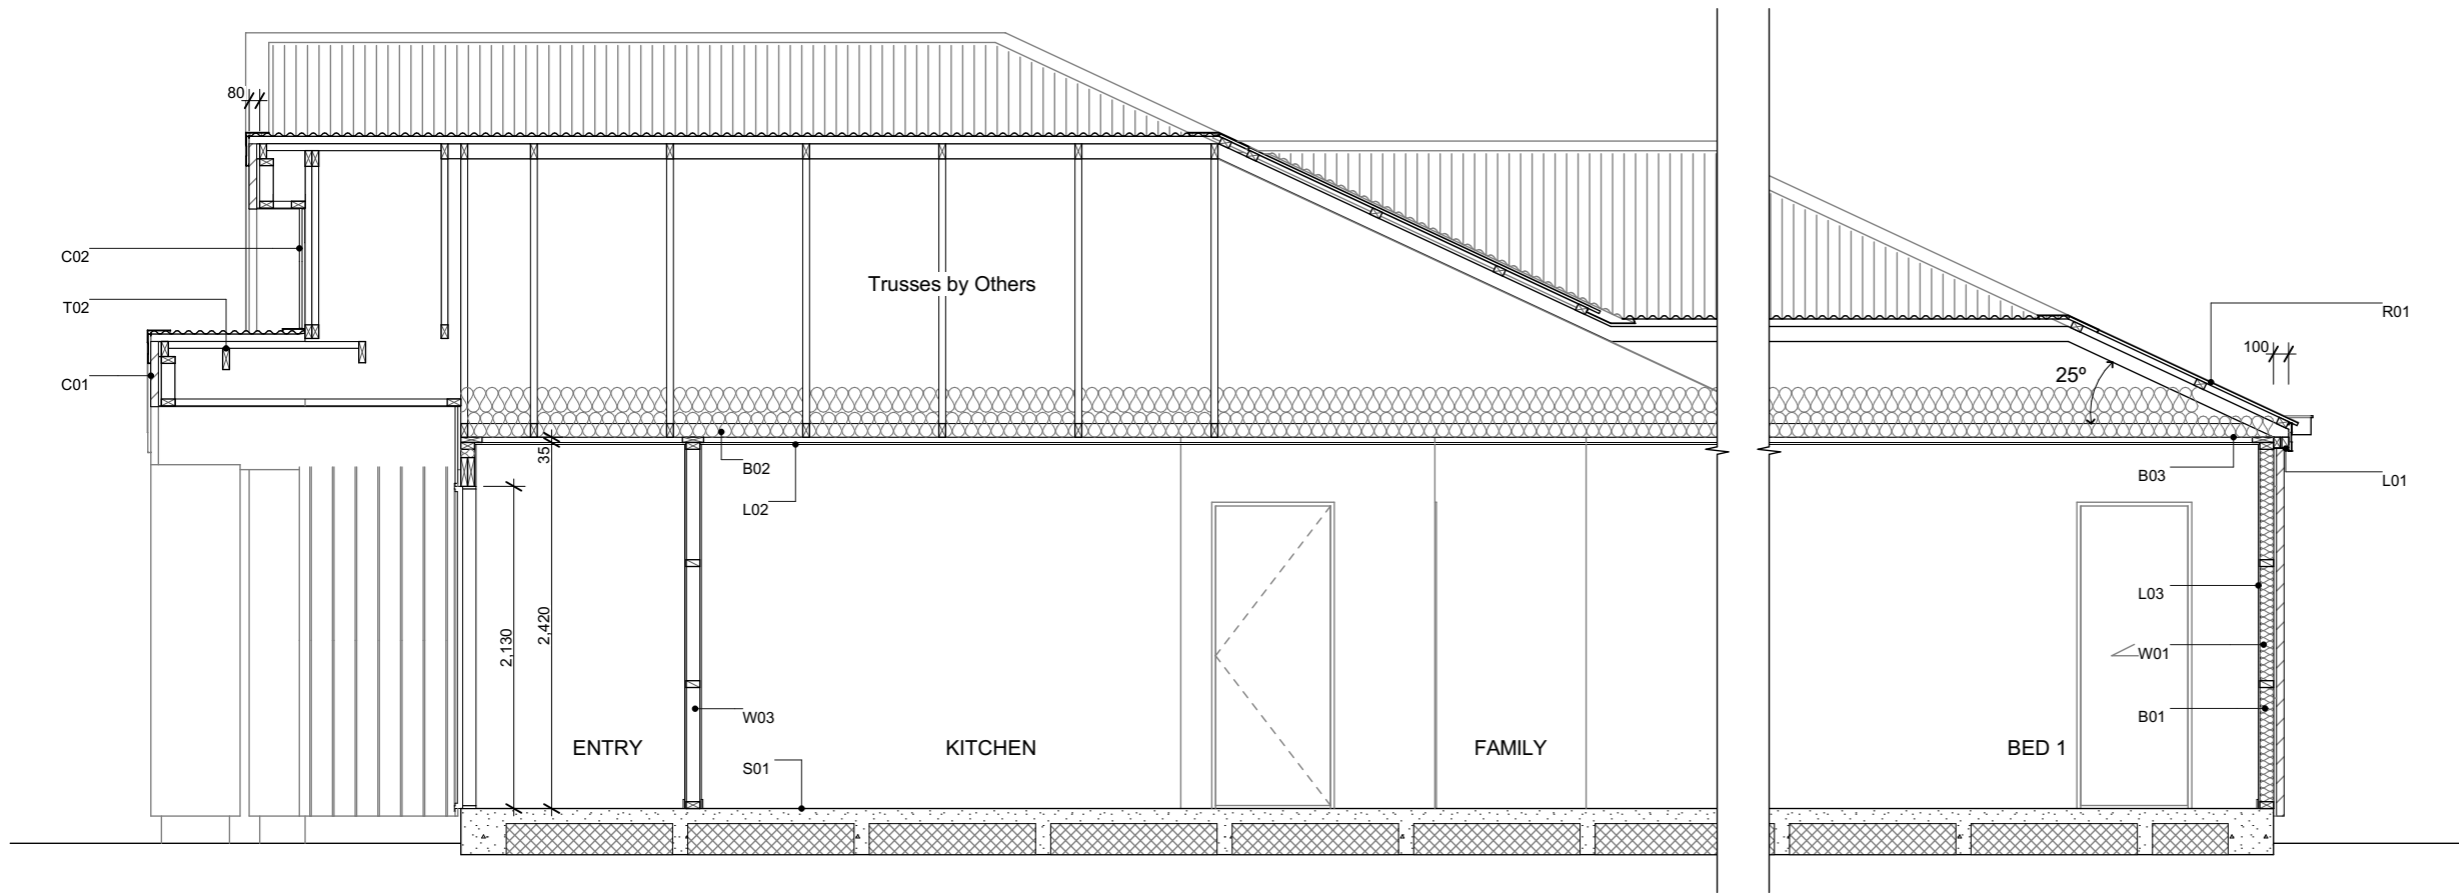 80
C02
T02
C01
Trusses by Others
R01
100
25º
35
B02
L02
B03
L01
2,130
2,420
L03
W01
B01
W03
S01
ENTRY
KITCHEN
FAMILY
BED 1